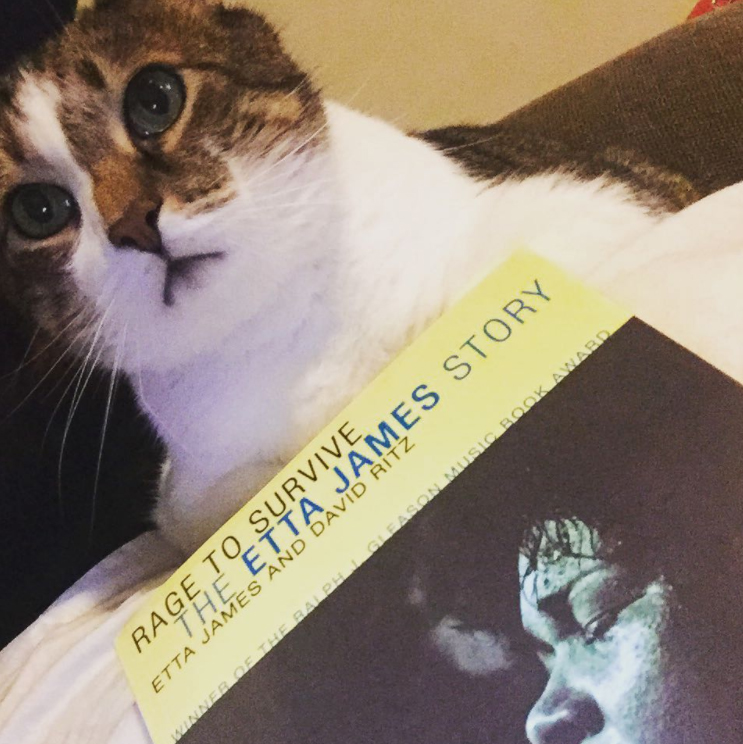 RAGE TO SURVIVE
THE ETTA JAMES STORY
ETTA JAMES AND DAVID RITZ
WINNER OF THE RALPH J. GLEASON MUSIC BOOK AWARD